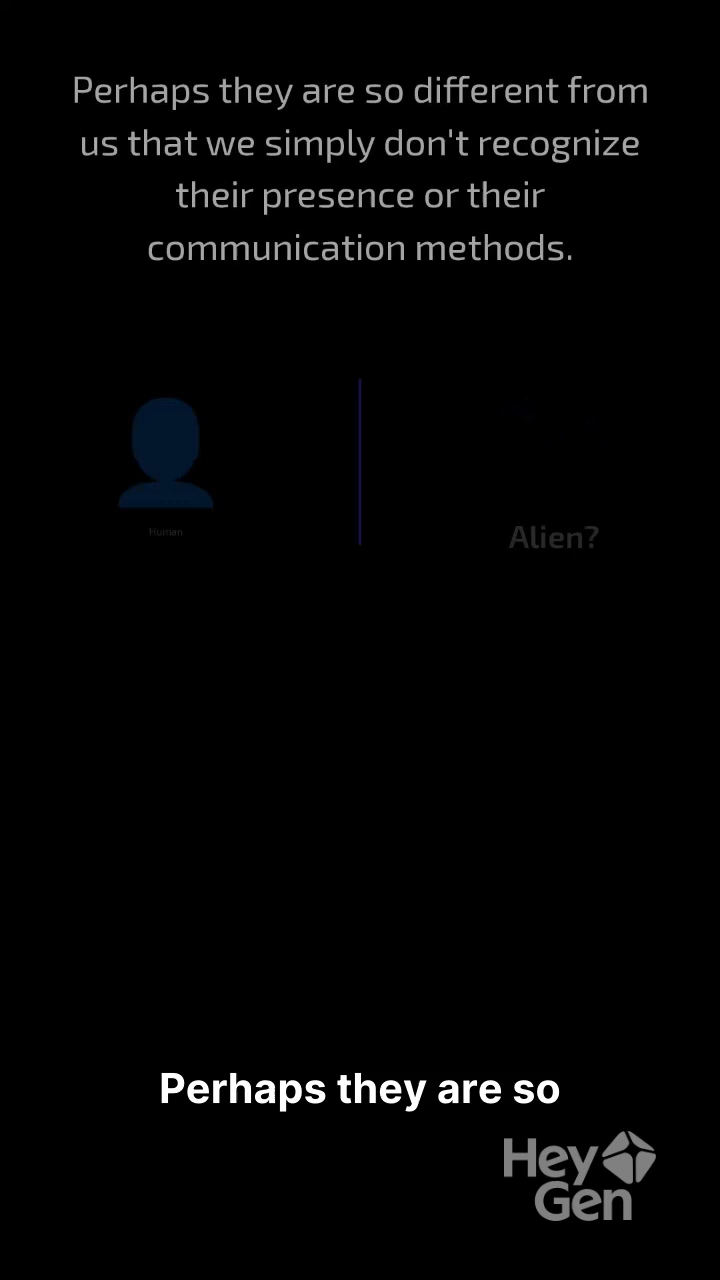 Perhaps they are so different from
us that we simply don't recognize
their presence or their
communication methods.
Human
Alien?
Perhaps they are so
Hey
Gen